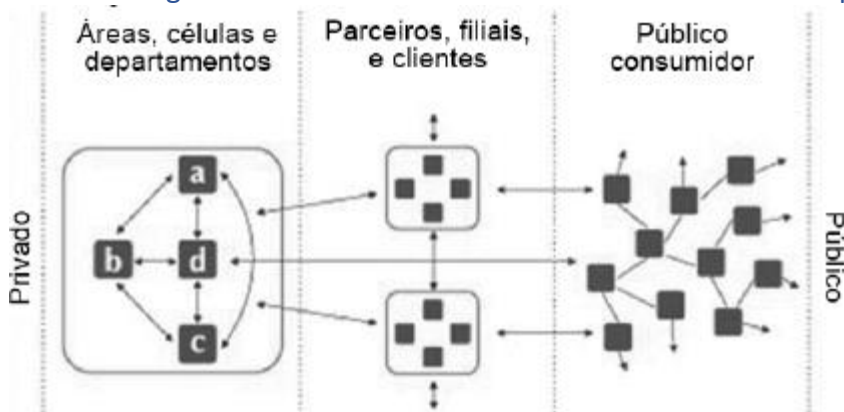 Áreas, células e
departamentos
Parceiros, filiais,
e clientes
Público
consumidor
Privado
a
b
d
c
Público